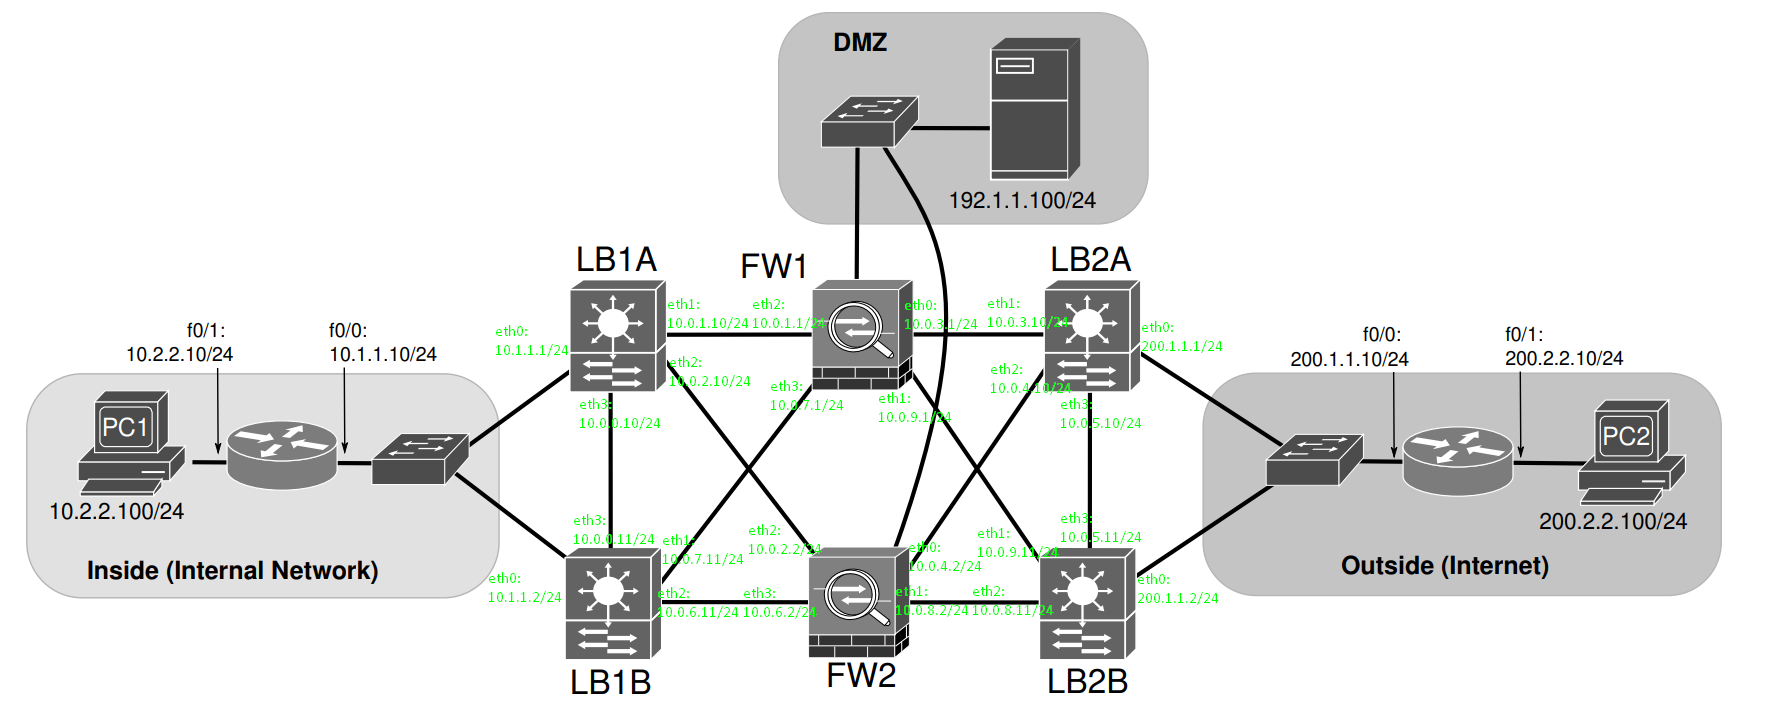 DMZ
192.1.1.100/24
LB1A
FW1
LB2A
eth1:
10.0.1.10/24
eth2:
10.0.1.1/24
eth0:
10.0.3.1/24
eth1:
10.0.3.10/24
f0/1:
10.2.2.10/24
f0/0:
10.1.1.10/24
eth0:
10.1.1.1/24
eth0:
200.1.1.1/24
f0/0:
200.1.1.10/24
f0/1:
200.2.2.10/24
eth2:
10.0.2.10/24
eth3:
10.0.7.1/24
eth2:
10.0.4.10/24
eth3:
10.0.0.10/24
eth1:
10.0.9.1/24
eth3:
10.0.5.10/24
PC1
PC2
10.2.2.100/24
200.2.2.100/24
eth3:
10.0.0.11/24
eth1:
10.0.7.11/24
eth2:
10.0.2.2/24
eth0:
10.0.4.2/24
eth1:
10.0.9.11/24
eth3:
10.0.5.11/24
Inside (Internal Network)
Outside (Internet)
eth0:
10.1.1.2/24
eth2:
10.0.6.11/24
eth3:
10.0.6.2/24
eth1:
10.0.8.2/24
eth2:
10.0.8.11/24
eth0:
200.1.1.2/24
LB1B
FW2
LB2B